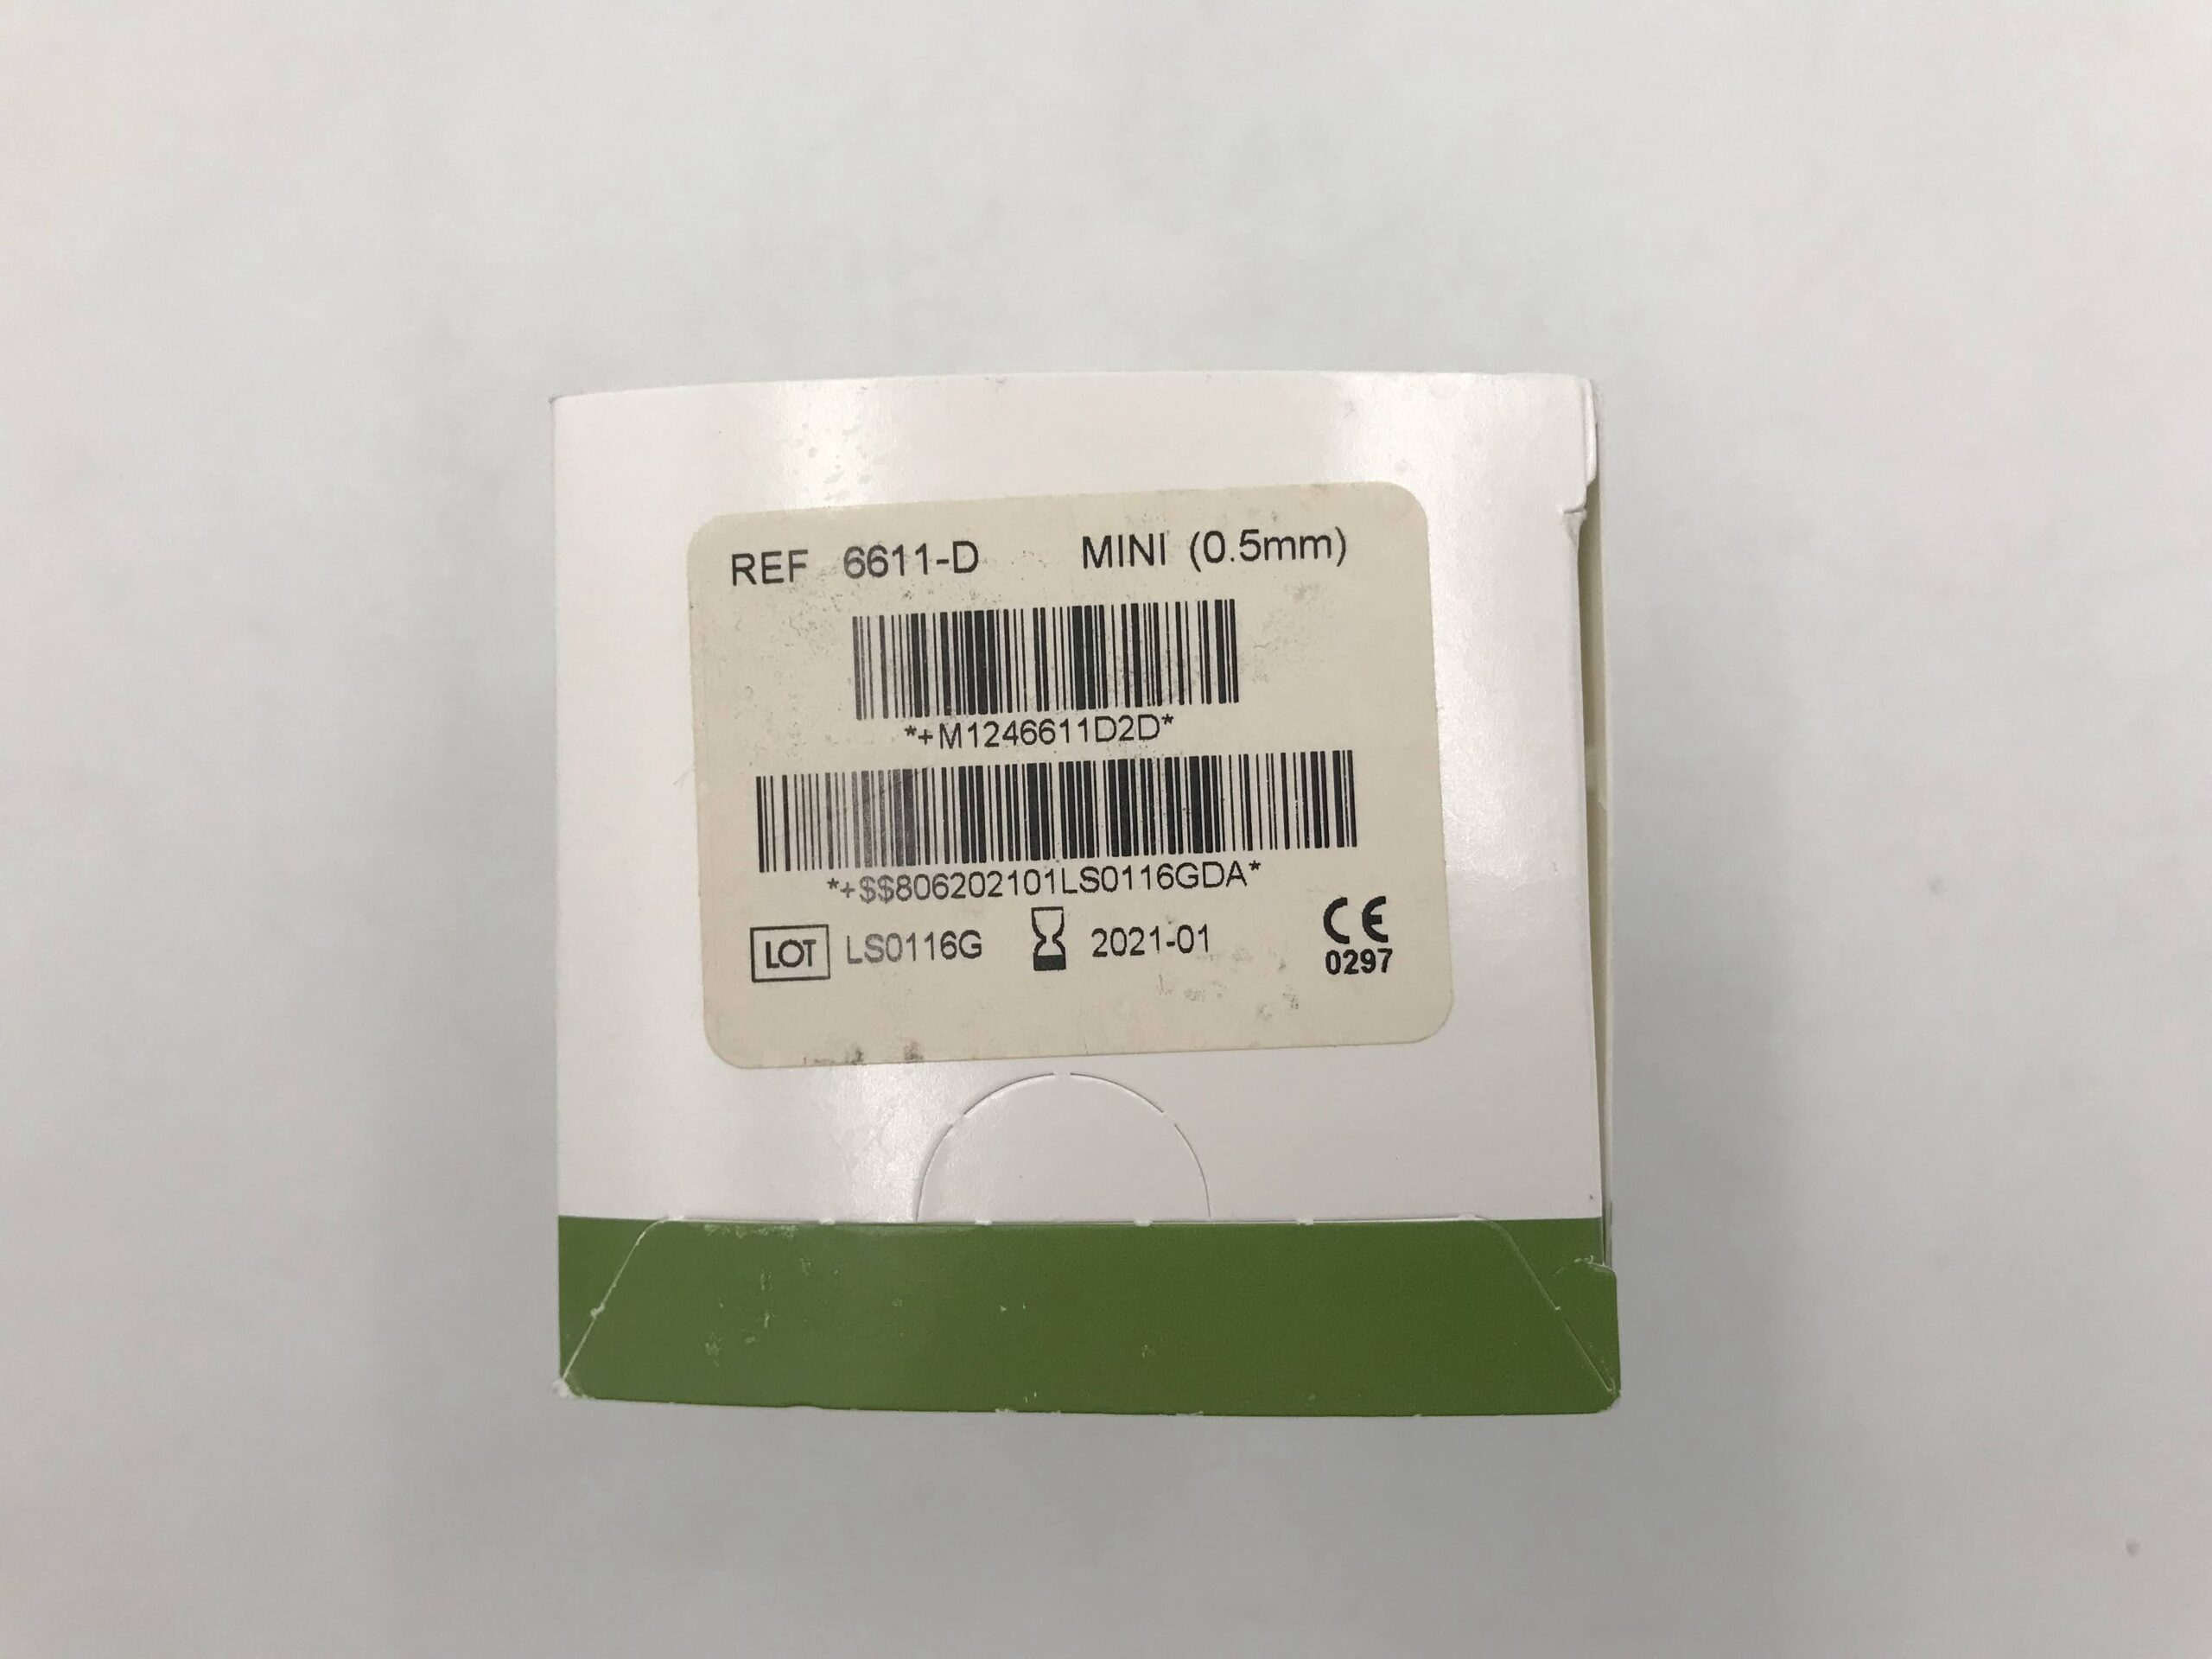 REF 6611-D MINI (0.5mm)
*+M1246611D2D*
*+$$806202101LS0116GDA*
LOT LS0116G 2021-01 CE
0297